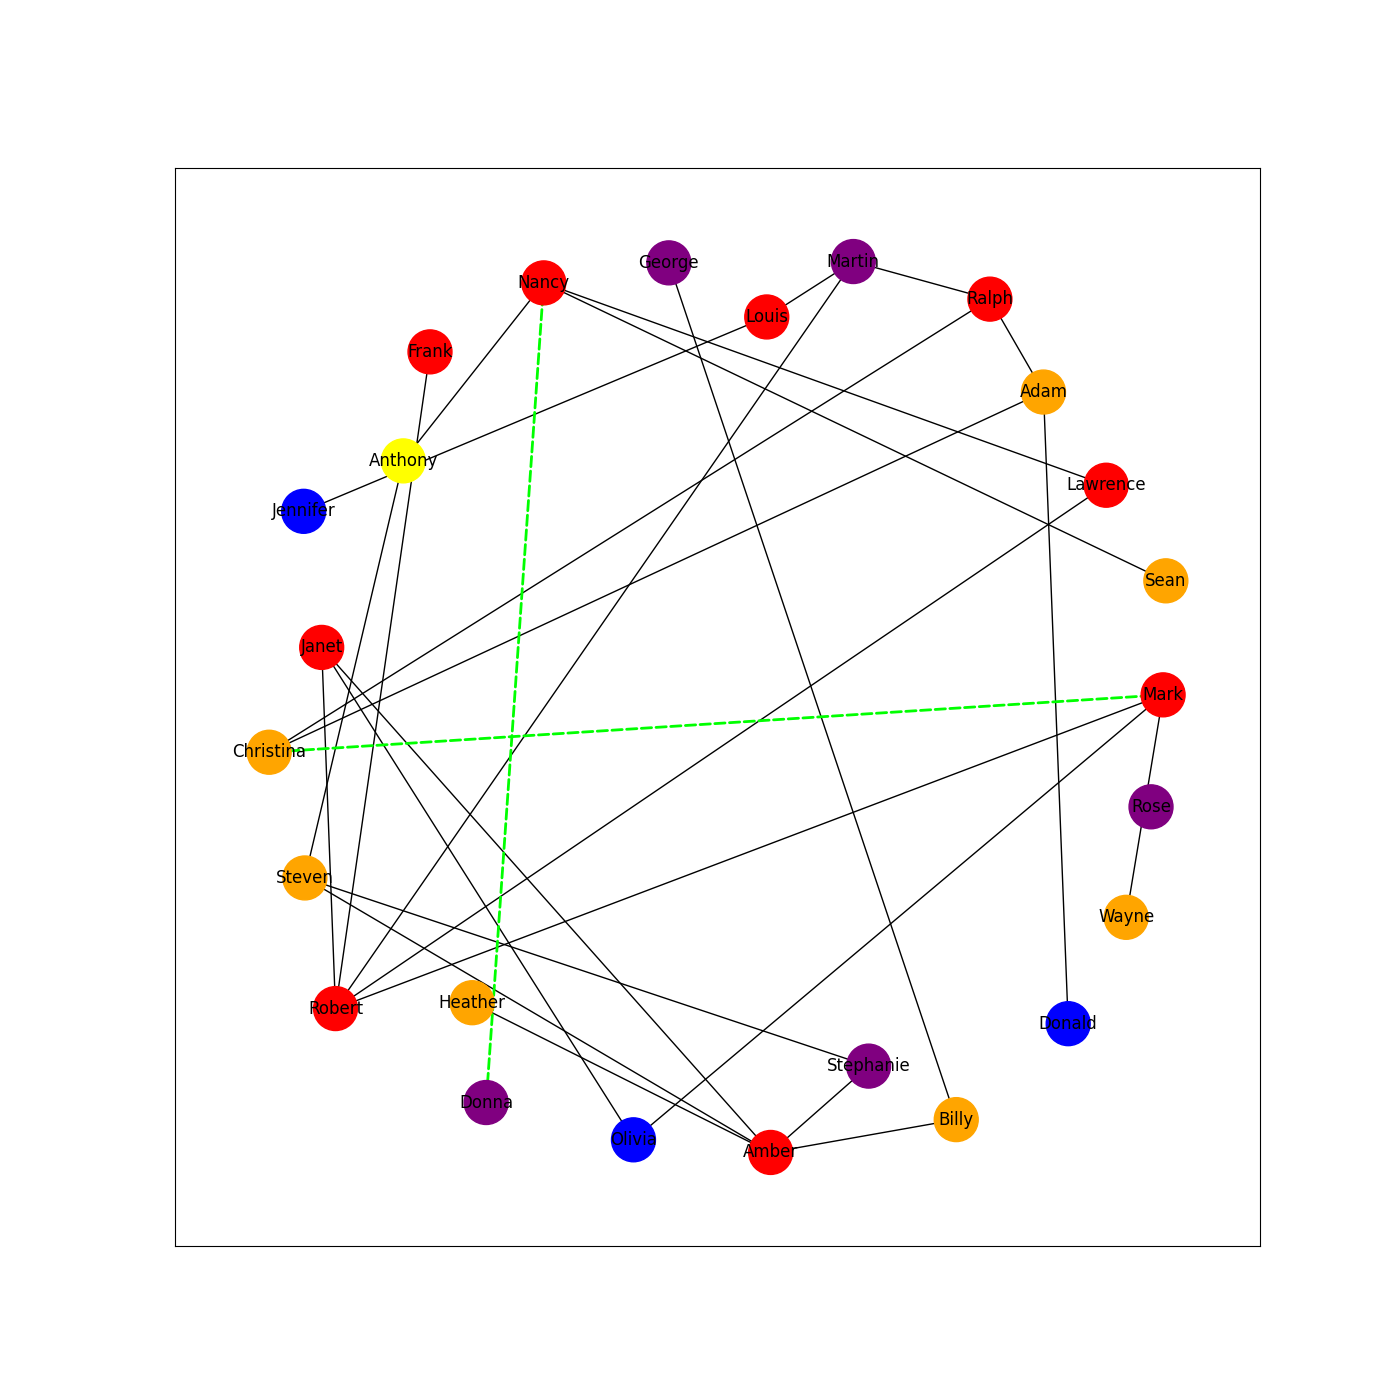 George
Martin
Nancy
Ralph
Louis
Frank
Adam
Anthony
Lawrence
Jennifer
Sean
Janet
Mark
Christina
Rose
Steven
Wayne
Heather
Robert
Donald
Stephanie
Donna
Billy
Olivia
Amber